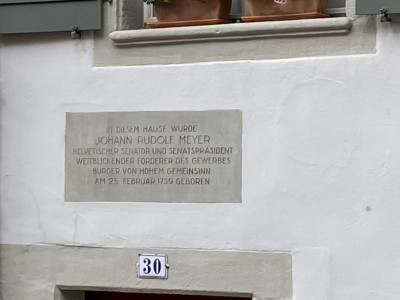 IN DIESEM HAUSE WURDE
JOHANN RUDOLF MEYER
HELVETISCHER SENATOR UND SENATSPRÄSIDENT
WEITBLICKENDER FÖRDERER DES GEWERBES
BÜRGER VON HOHEM GEMEINSINN
AM 25. FEBRUAR 1739 GEBOREN
30